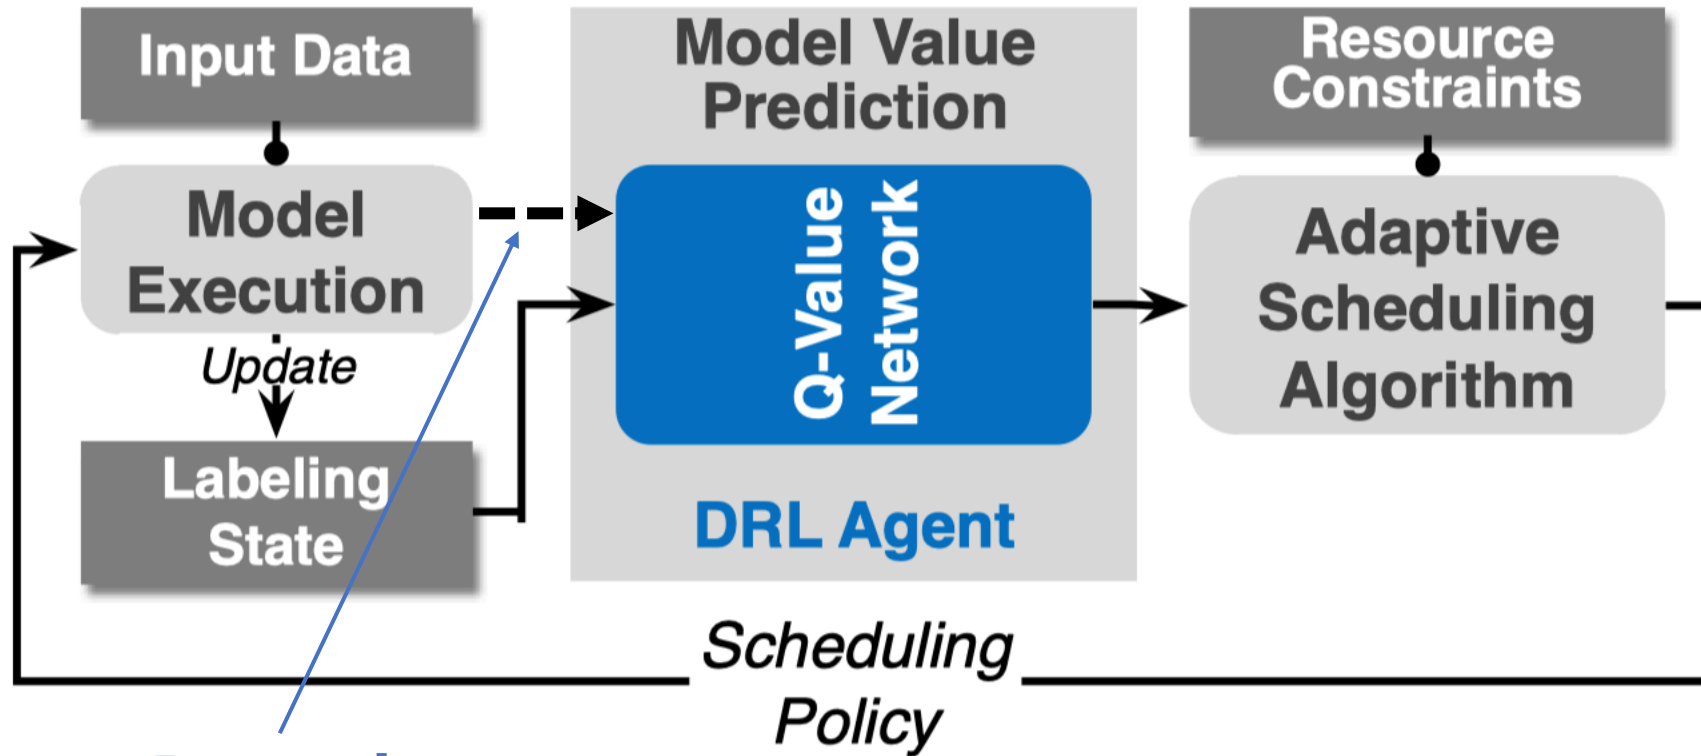 Input Data
Model
Execution
Update
Labeling
State
Model Value
Prediction
Q-Value
Network
DRL Agent
Resource
Constraints
Adaptive
Scheduling
Algorithm
Scheduling
Policy